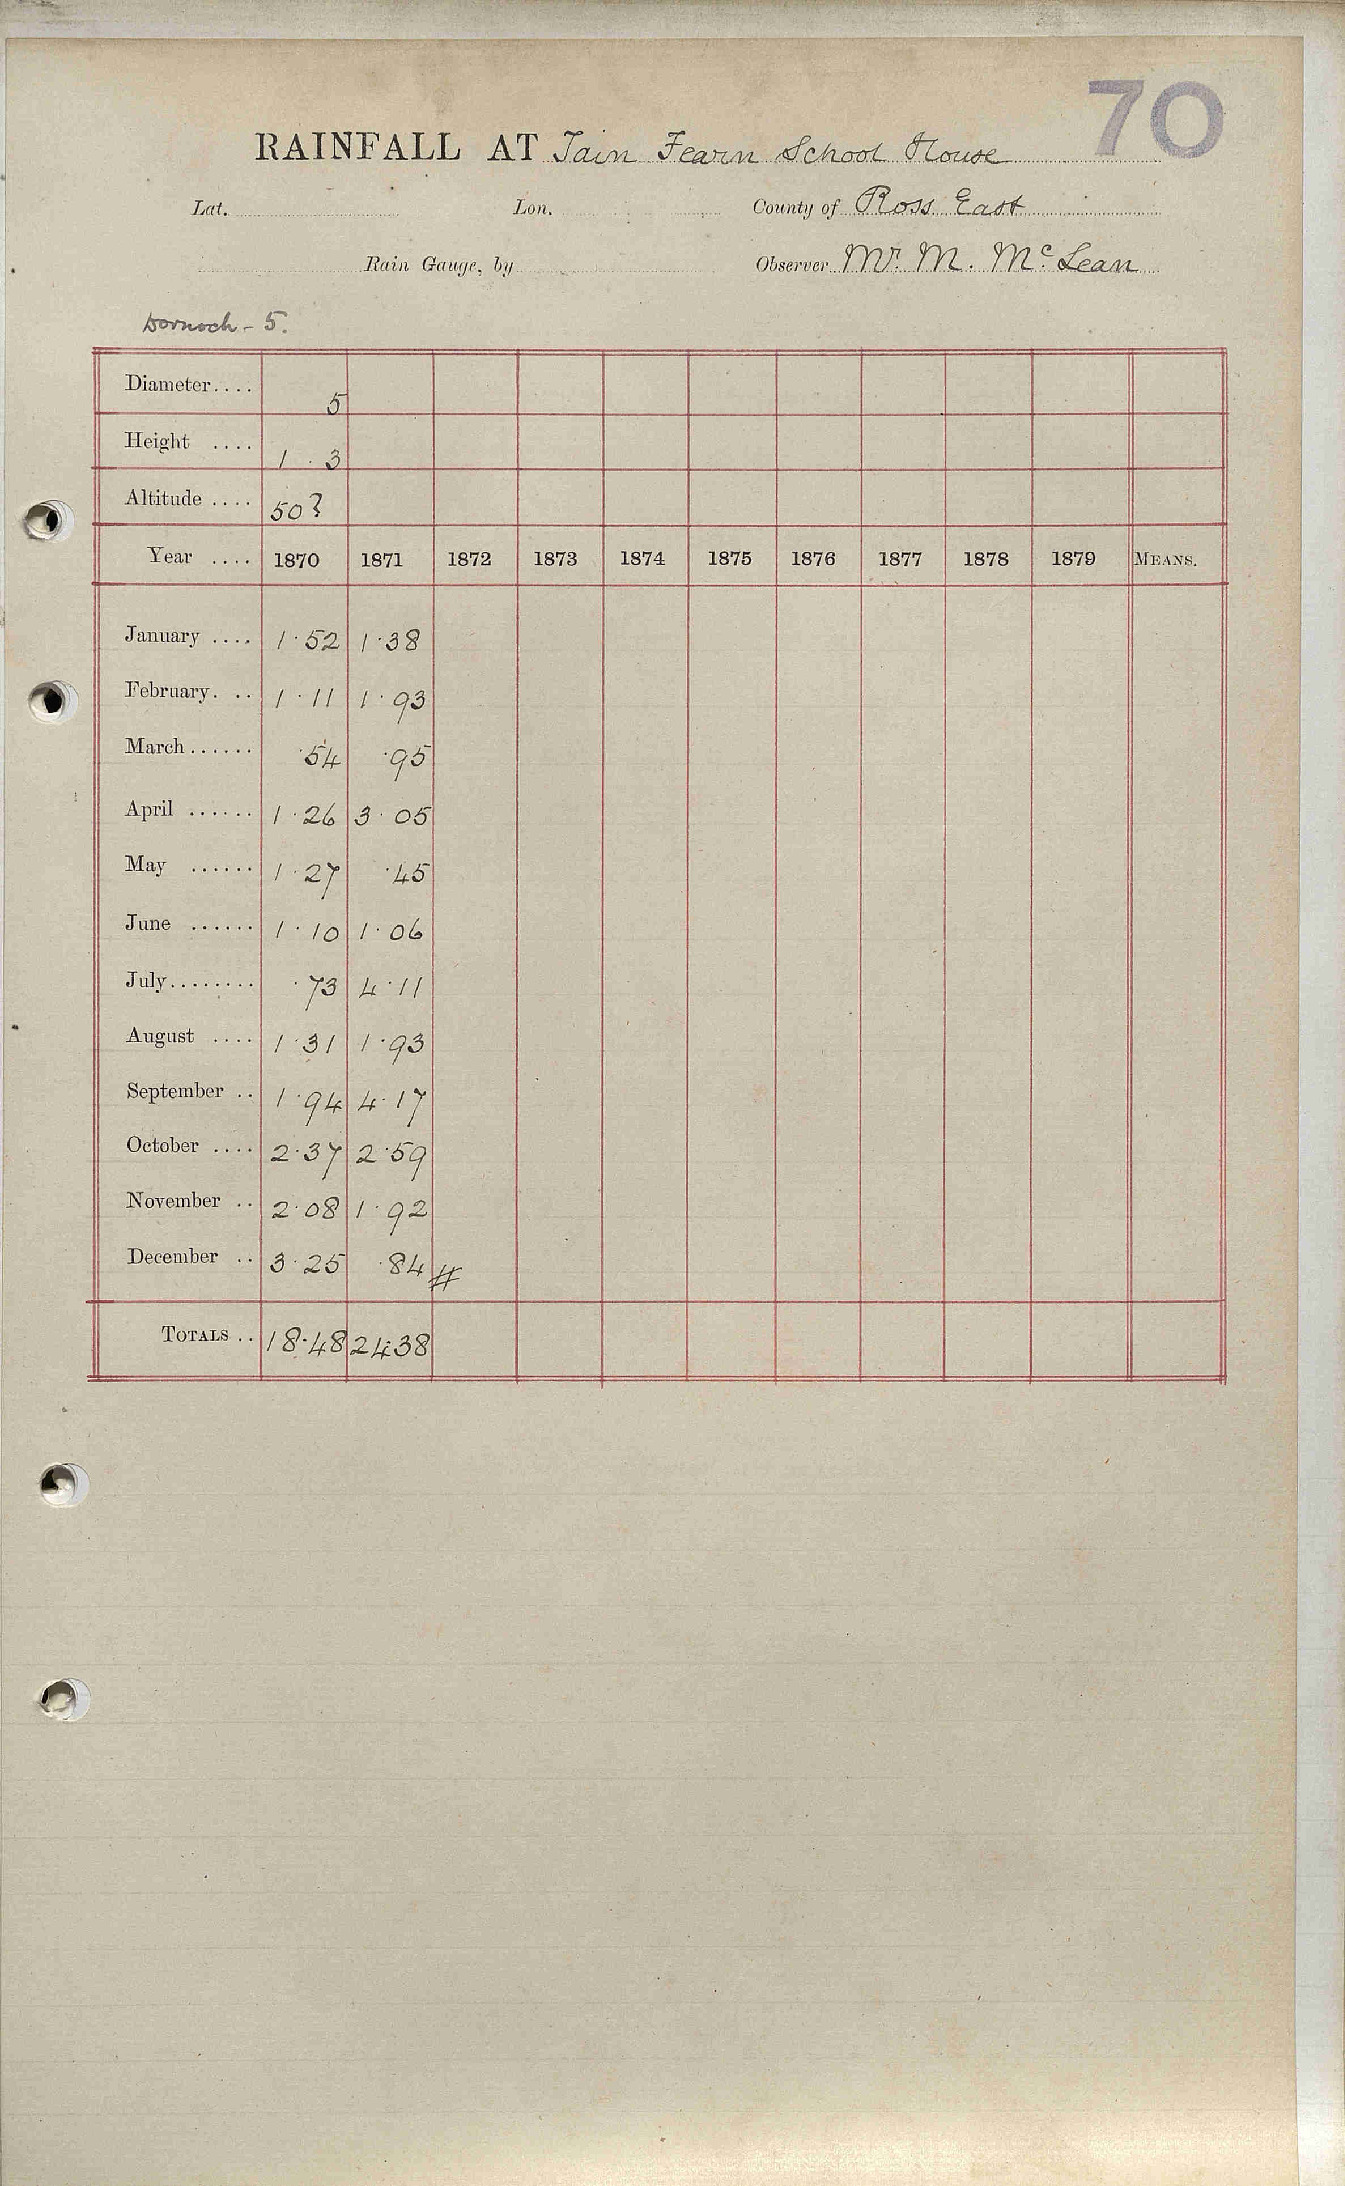 70
RAINFALL AT Tain Fearn School House
Lat. Lon. County of Ross East
Rain Gauge, by Observer Mr. M. McLean
Dornoch - 5.
Diameter.... 5
Height .... 1 · 3
Altitude .... 50?
Year .... 1870 1871 1872 1873 1874 1875 1876 1877 1878 1879 MEANS.
January .... 1·52 1·38
February. .. 1·11 1·93
March...... ·54 ·95
April ...... 1·26 3·05
May ...... 1·27 ·45
June ...... 1·10 1·06
July........ ·73 4·11
August .... 1·31 1·93
September .. 1·94 4·17
October .... 2·37 2·59
November .. 2·08 1·92
December .. 3·25 ·84 #
TOTALS .. 18·48 24·38